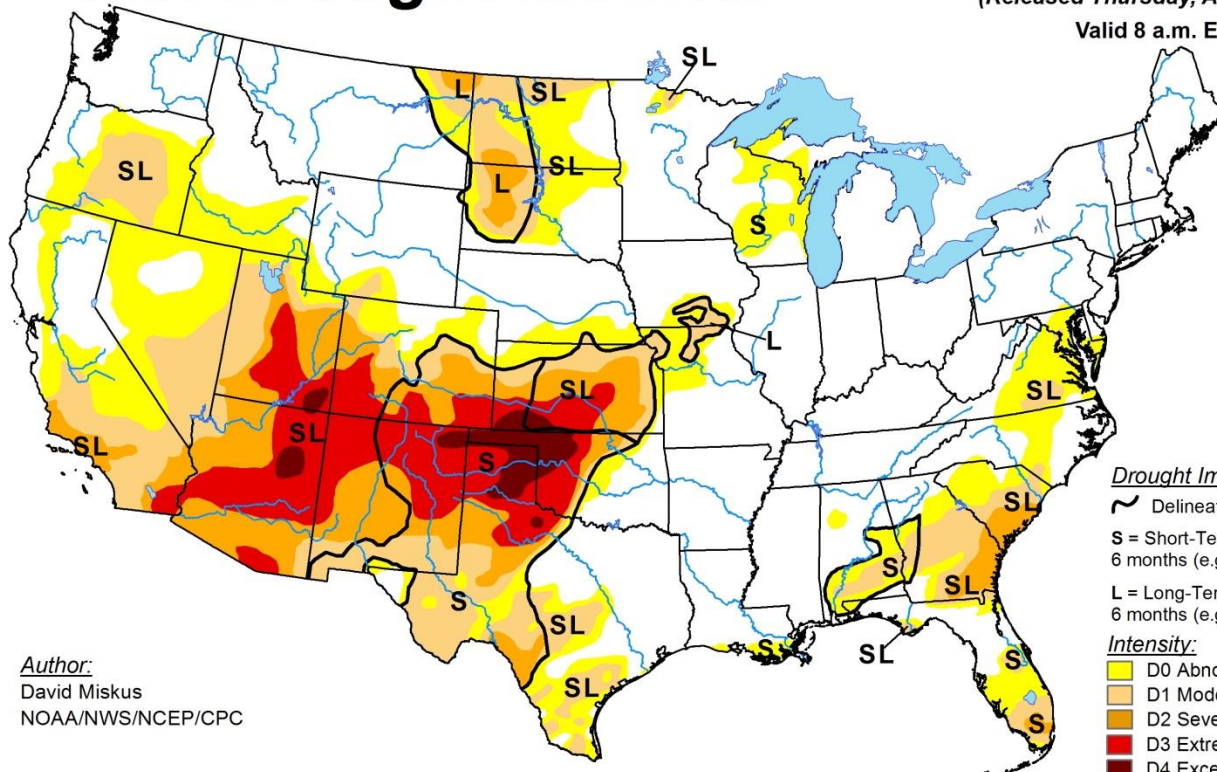 (Released Thursday, A
Valid 8 a.m. E
SL
L
SL
SL
SL
L
S
L
SL
SL
SL
SL
S
SL
S
SL
SL
S
SL
SL
S
SL
S
S
Drought Im
Delineat
S = Short-Te
6 months (e.g
L = Long-Ter
6 months (e.g
Intensity:
D0 Abno
D1 Mode
D2 Seve
D3 Extre
D4 Exce
Author:
David Miskus
NOAA/NWS/NCEP/CPC